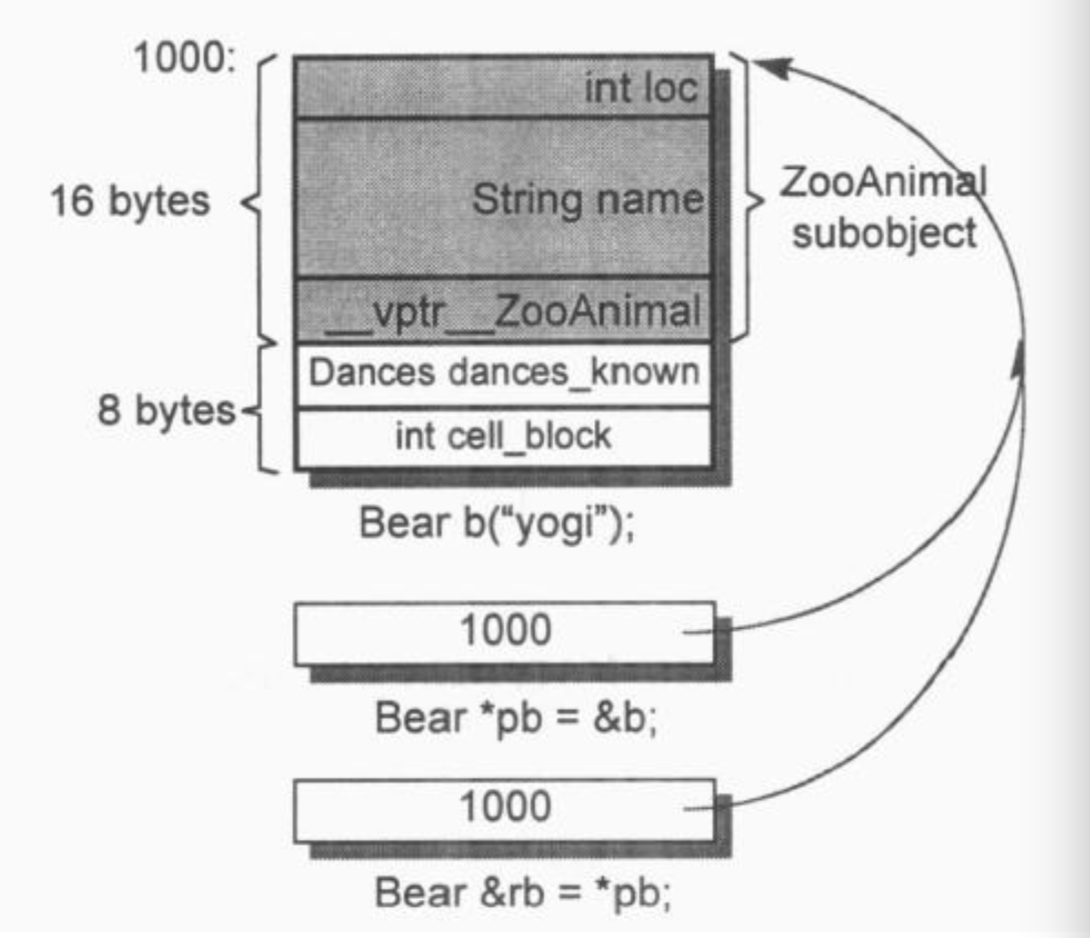 1000:
int loc
16 bytes
String name
ZooAnimal
subobject
__vptr__ZooAnimal
Dances dances_known
8 bytes
int cell_block
Bear b(“yogi”);
1000
Bear *pb = &b;
1000
Bear &rb = *pb;